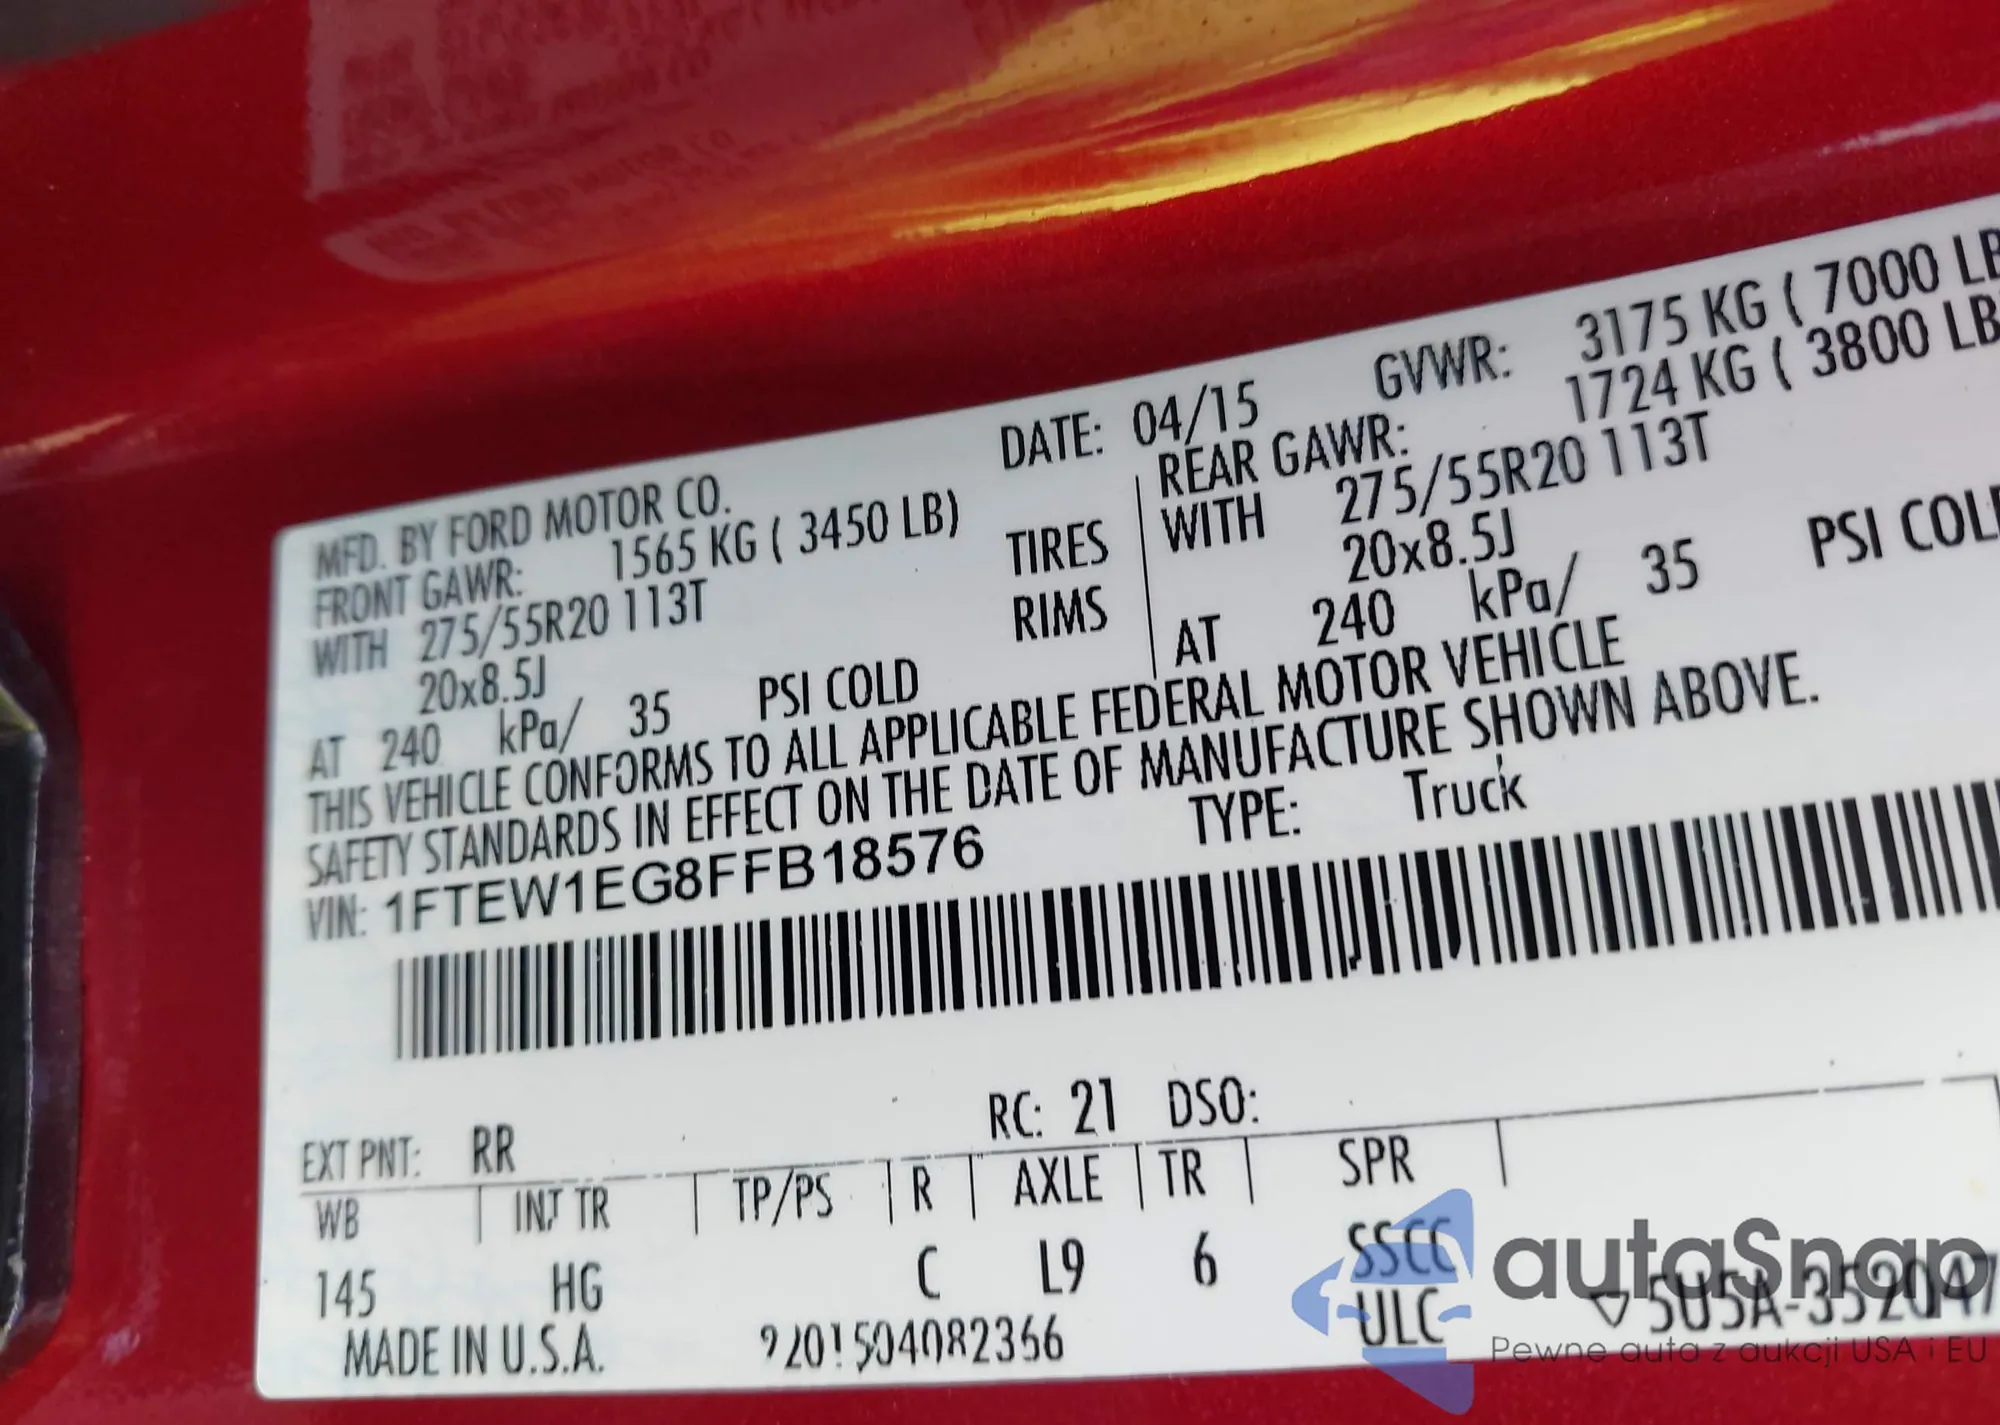 MFD. BY FORD MOTOR CO. DATE: 04/15 GVWR: 3175 KG ( 7000 LB
FRONT GAWR: 1565 KG ( 3450 LB) REAR GAWR: 1724 KG ( 3800 LB
WITH 275/55R20 113T TIRES WITH 275/55R20 113T
20x8.5J RIMS 20x8.5J
AT 240 kPa/ 35 PSI COLD AT 240 kPa/ 35 PSI COL
THIS VEHICLE CONFORMS TO ALL APPLICABLE FEDERAL MOTOR VEHICLE
SAFETY STANDARDS IN EFFECT ON THE DATE OF MANUFACTURE SHOWN ABOVE.
VIN: 1FTEW1EG8FFB18576 TYPE: Truck
EXT PNT: RR RC: 21 DSO:
WB INT TR TP/PS R AXLE TR SPR
145 HG C L9 6 SSCC
ULC
MADE IN U.S.A. 5U5A-352047
autaSnap
Pewne auta z aukcji USA i EU